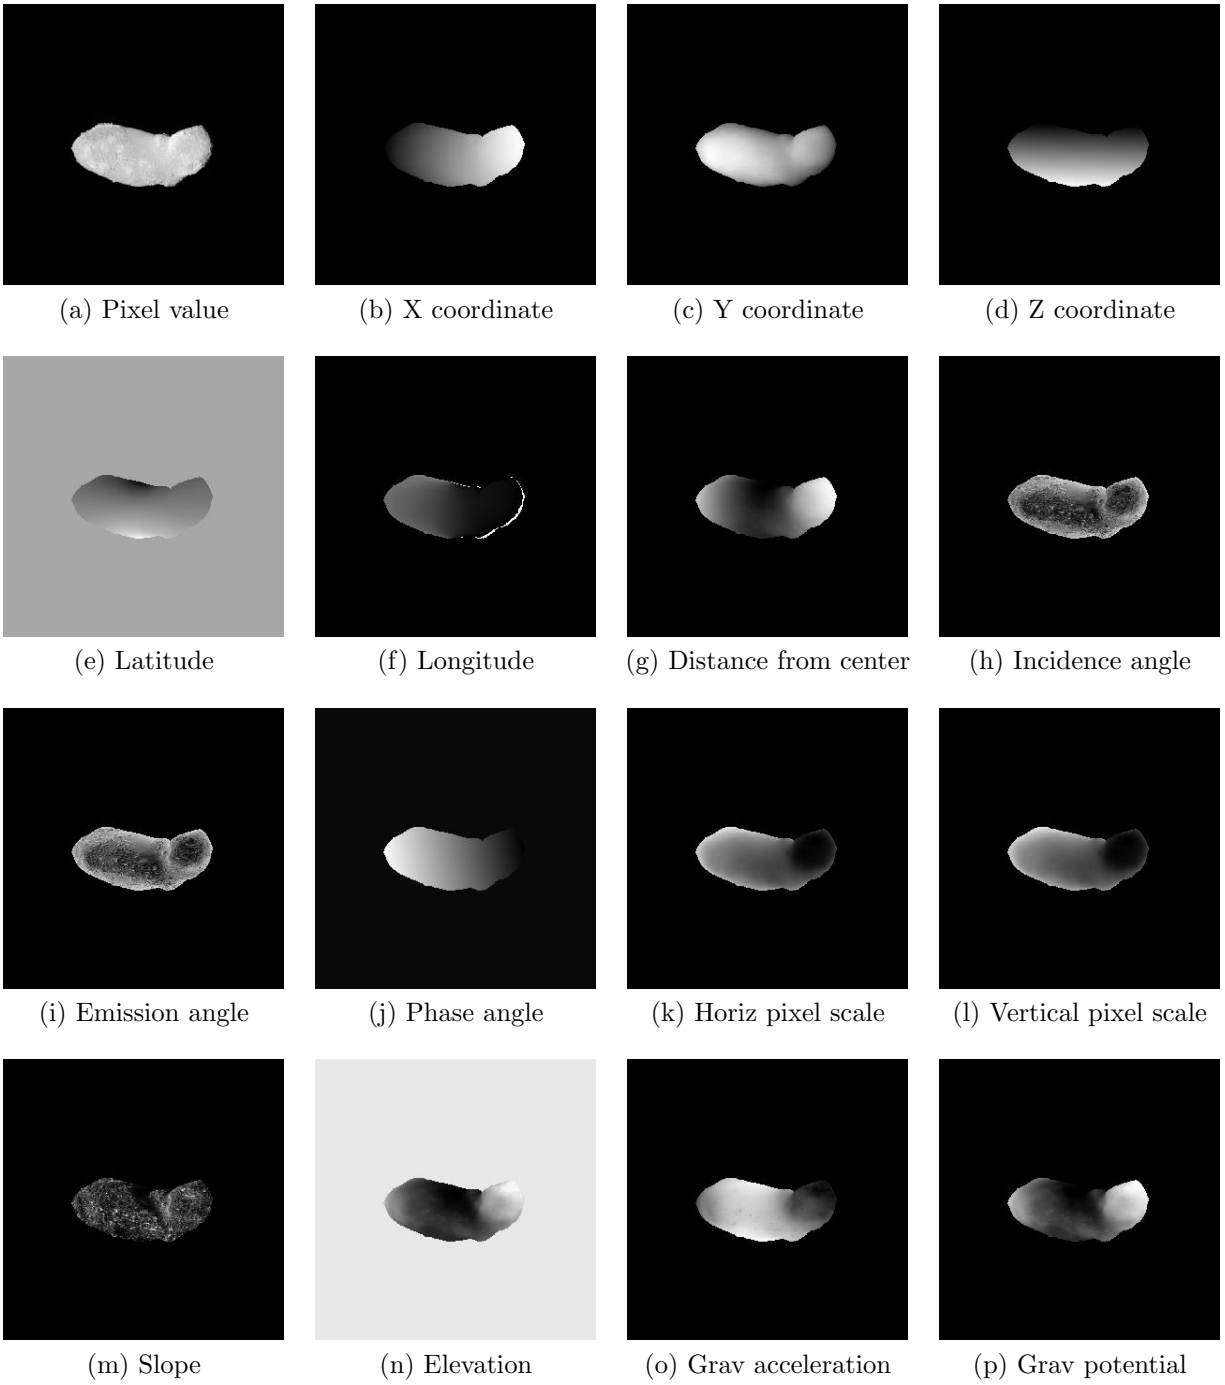 (a) Pixel value
(b) X coordinate
(c) Y coordinate
(d) Z coordinate
(e) Latitude
(f) Longitude
(g) Distance from center
(h) Incidence angle
(i) Emission angle
(j) Phase angle
(k) Horiz pixel scale
(l) Vertical pixel scale
(m) Slope
(n) Elevation
(o) Grav acceleration
(p) Grav potential